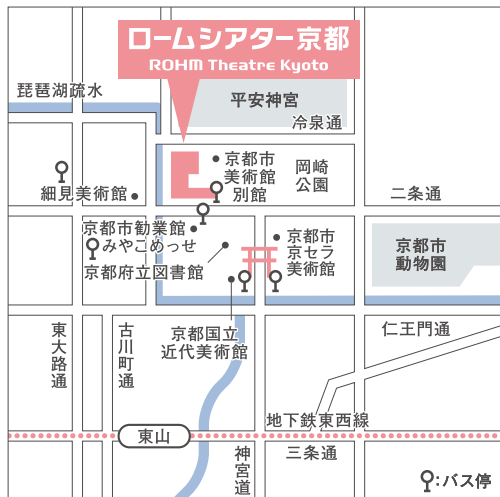 ロームシアター京都
ROHM Theatre Kyoto
琵琶湖疏水
平安神宮
冷泉通
京都市
美術館
別館
岡崎
公園
細見美術館
二条通
京都市勧業館
みやこめっせ
京都市
京セラ
美術館
京都市
動物園
京都府立図書館
京都国立
近代美術館
仁王門通
東大路通
古川町通
地下鉄東西線
東山
三条通
神宮道
:バス停